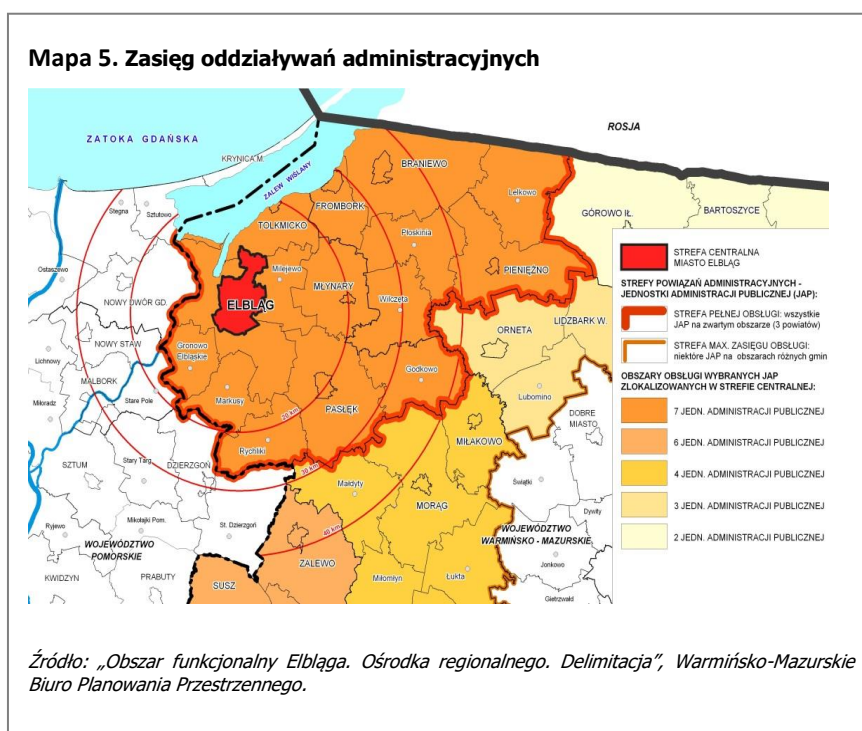 Mapa 5. Zasięg oddziaływań administracyjnych
ROSJA
ZATOKA GDAŃSKA
KRYNICA M.
ZALEW WIŚLANY
BRANIEWO
Lelkowo
FROMBORK
Stegna
Sztutowo
TOLKMICKO
Płoskinia
GÓROWO IŁ.
BARTOSZYCE
PIENIĘŻNO
Ostaszewo
Milejewo
MŁYNARY
NOWY DWÓR GD.
ELBLĄG
Wilczęta
ORNETA
LIDZBARK W.
NOWY STAW
Gronowo
Elbląskie
Lichnowy
MALBORK
Godkowo
Lubomino
Miłoradz
Stare Pole
Markusy
PASŁĘK
20 km
DOBRE
MIASTO
Rychliki
MIŁAKOWO
30 km
SZTUM
Stary Targ
DZIERZGOŃ
Małdyty
Świątki
MORĄG
Dywity
Ryjewo
Mikołajki Pom.
St. Dzierzgoń
40 km
WOJEWÓDZTWO
POMORSKIE
WOJEWÓDZTWO
WARMIŃSKO - MAZURSKIE
ZALEWO
Jonkowo
KWIDZYN
PRABUTY
SUSZ
Miłomłyn
Łukta
Gietrzwałd
STREFA CENTRALNA
MIASTO ELBLĄG
STREFY POWIĄZAŃ ADMINISTRACYJNYCH -
JEDNOSTKI ADMINISTRACJI PUBLICZNEJ (JAP):
STREFA PEŁNEJ OBSŁUGI: wszystkie
JAP na zwartym obszarze (3 powiatów)
STREFA MAX. ZASIĘGU OBSŁUGI:
niektóre JAP na obszarach różnych gmin
OBSZARY OBSŁUGI WYBRANYCH JAP
ZLOKALIZOWANYCH W STREFIE CENTRALNEJ:
7 JEDN. ADMINISTRACJI PUBLICZNEJ
6 JEDN. ADMINISTRACJI PUBLICZNEJ
4 JEDN. ADMINISTRACJI PUBLICZNEJ
3 JEDN. ADMINISTRACJI PUBLICZNEJ
2 JEDN. ADMINISTRACJI PUBLICZNEJ
Źródło: „Obszar funkcjonalny Elbląga. Ośrodka regionalnego. Delimitacja”, Warmińsko-Mazurskie
Biuro Planowania Przestrzennego.